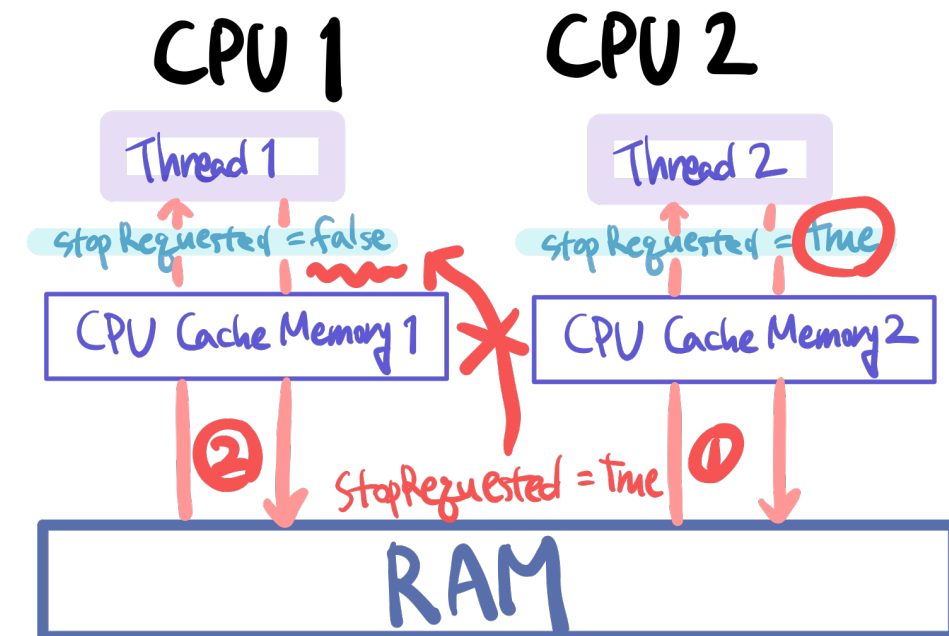 CPU 1
CPU 2
Thread 1
Thread 2
stopRequested = false
stopRequested = true
CPU Cache Memory 1
CPU Cache Memory 2
②
①
StopRequested = True
RAM